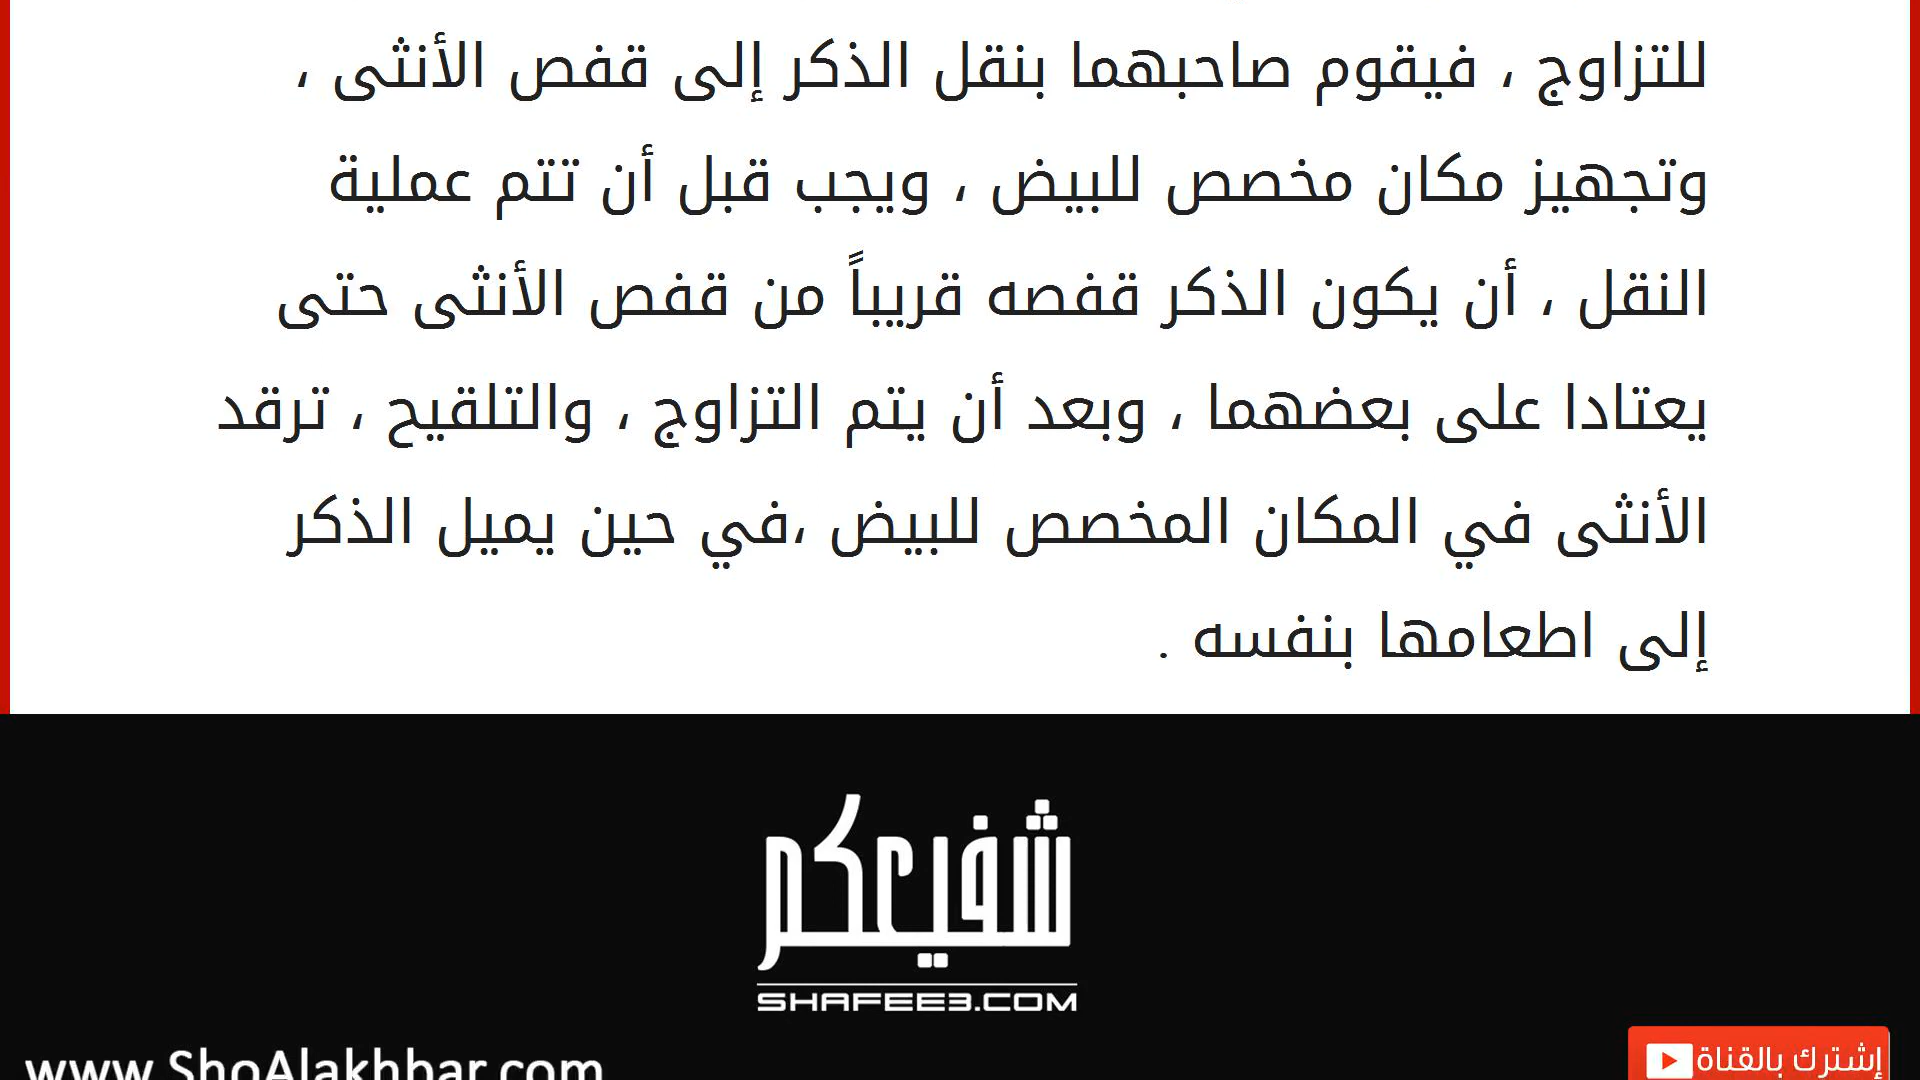 للتزاوج ، فيقوم صاحبهما بنقل الذكر إلى قفص الأنثى ،
وتجهيز مكان مخصص للبيض ، ويجب قبل أن تتم عملية
النقل ، أن يكون الذكر قفصه قريباً من قفص الأنثى حتى
يعتادا على بعضهما ، وبعد أن يتم التزاوج ، والتلقيح ، ترقد
الأنثى في المكان المخصص للبيض ،في حين يميل الذكر
إلى اطعامها بنفسه .
شفيعكم
SHAFEE3.COM
www.ShoAlakhbar.com
إشترك بالقناة